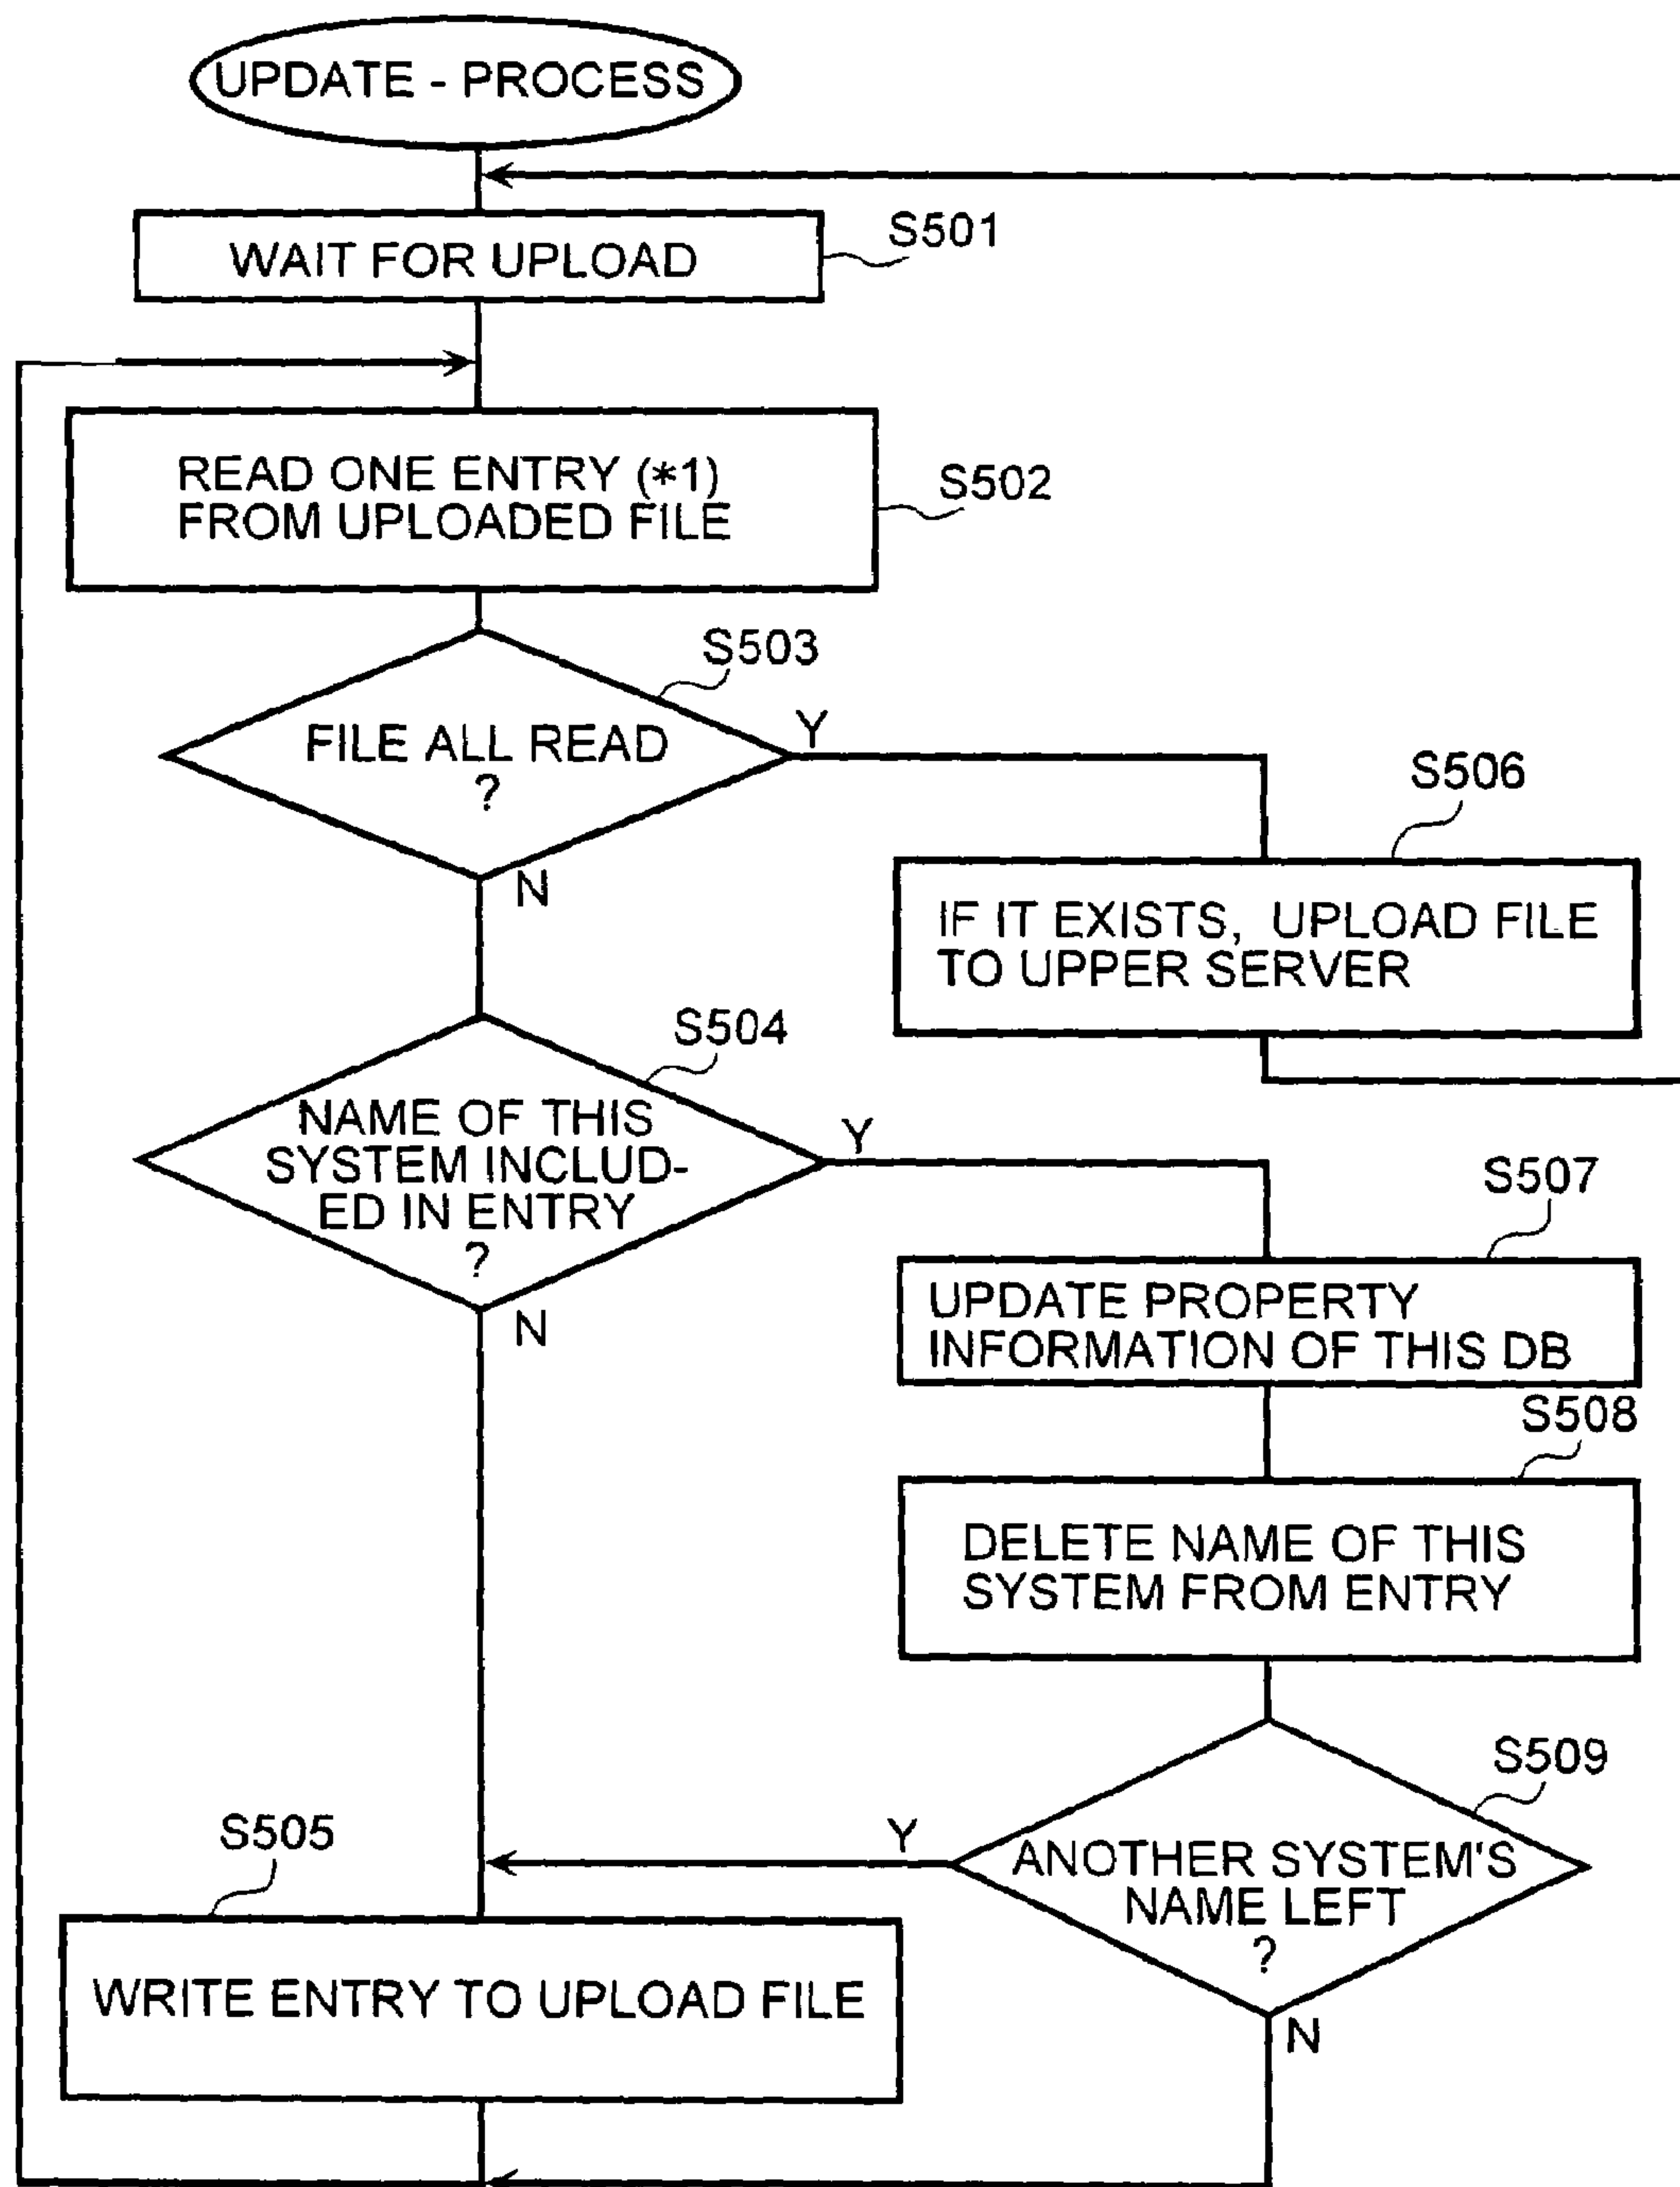 UPDATE - PROCESS
S501
WAIT FOR UPLOAD
READ ONE ENTRY (*1)
FROM UPLOADED FILE
S502
S503
FILE ALL READ
?
Y
N
S506
IF IT EXISTS, UPLOAD FILE
TO UPPER SERVER
S504
NAME OF THIS
SYSTEM INCLUD-
ED IN ENTRY
?
Y
N
S507
UPDATE PROPERTY
INFORMATION OF THIS DB
S508
DELETE NAME OF THIS
SYSTEM FROM ENTRY
S509
ANOTHER SYSTEM'S
NAME LEFT
?
Y
N
S505
WRITE ENTRY TO UPLOAD FILE